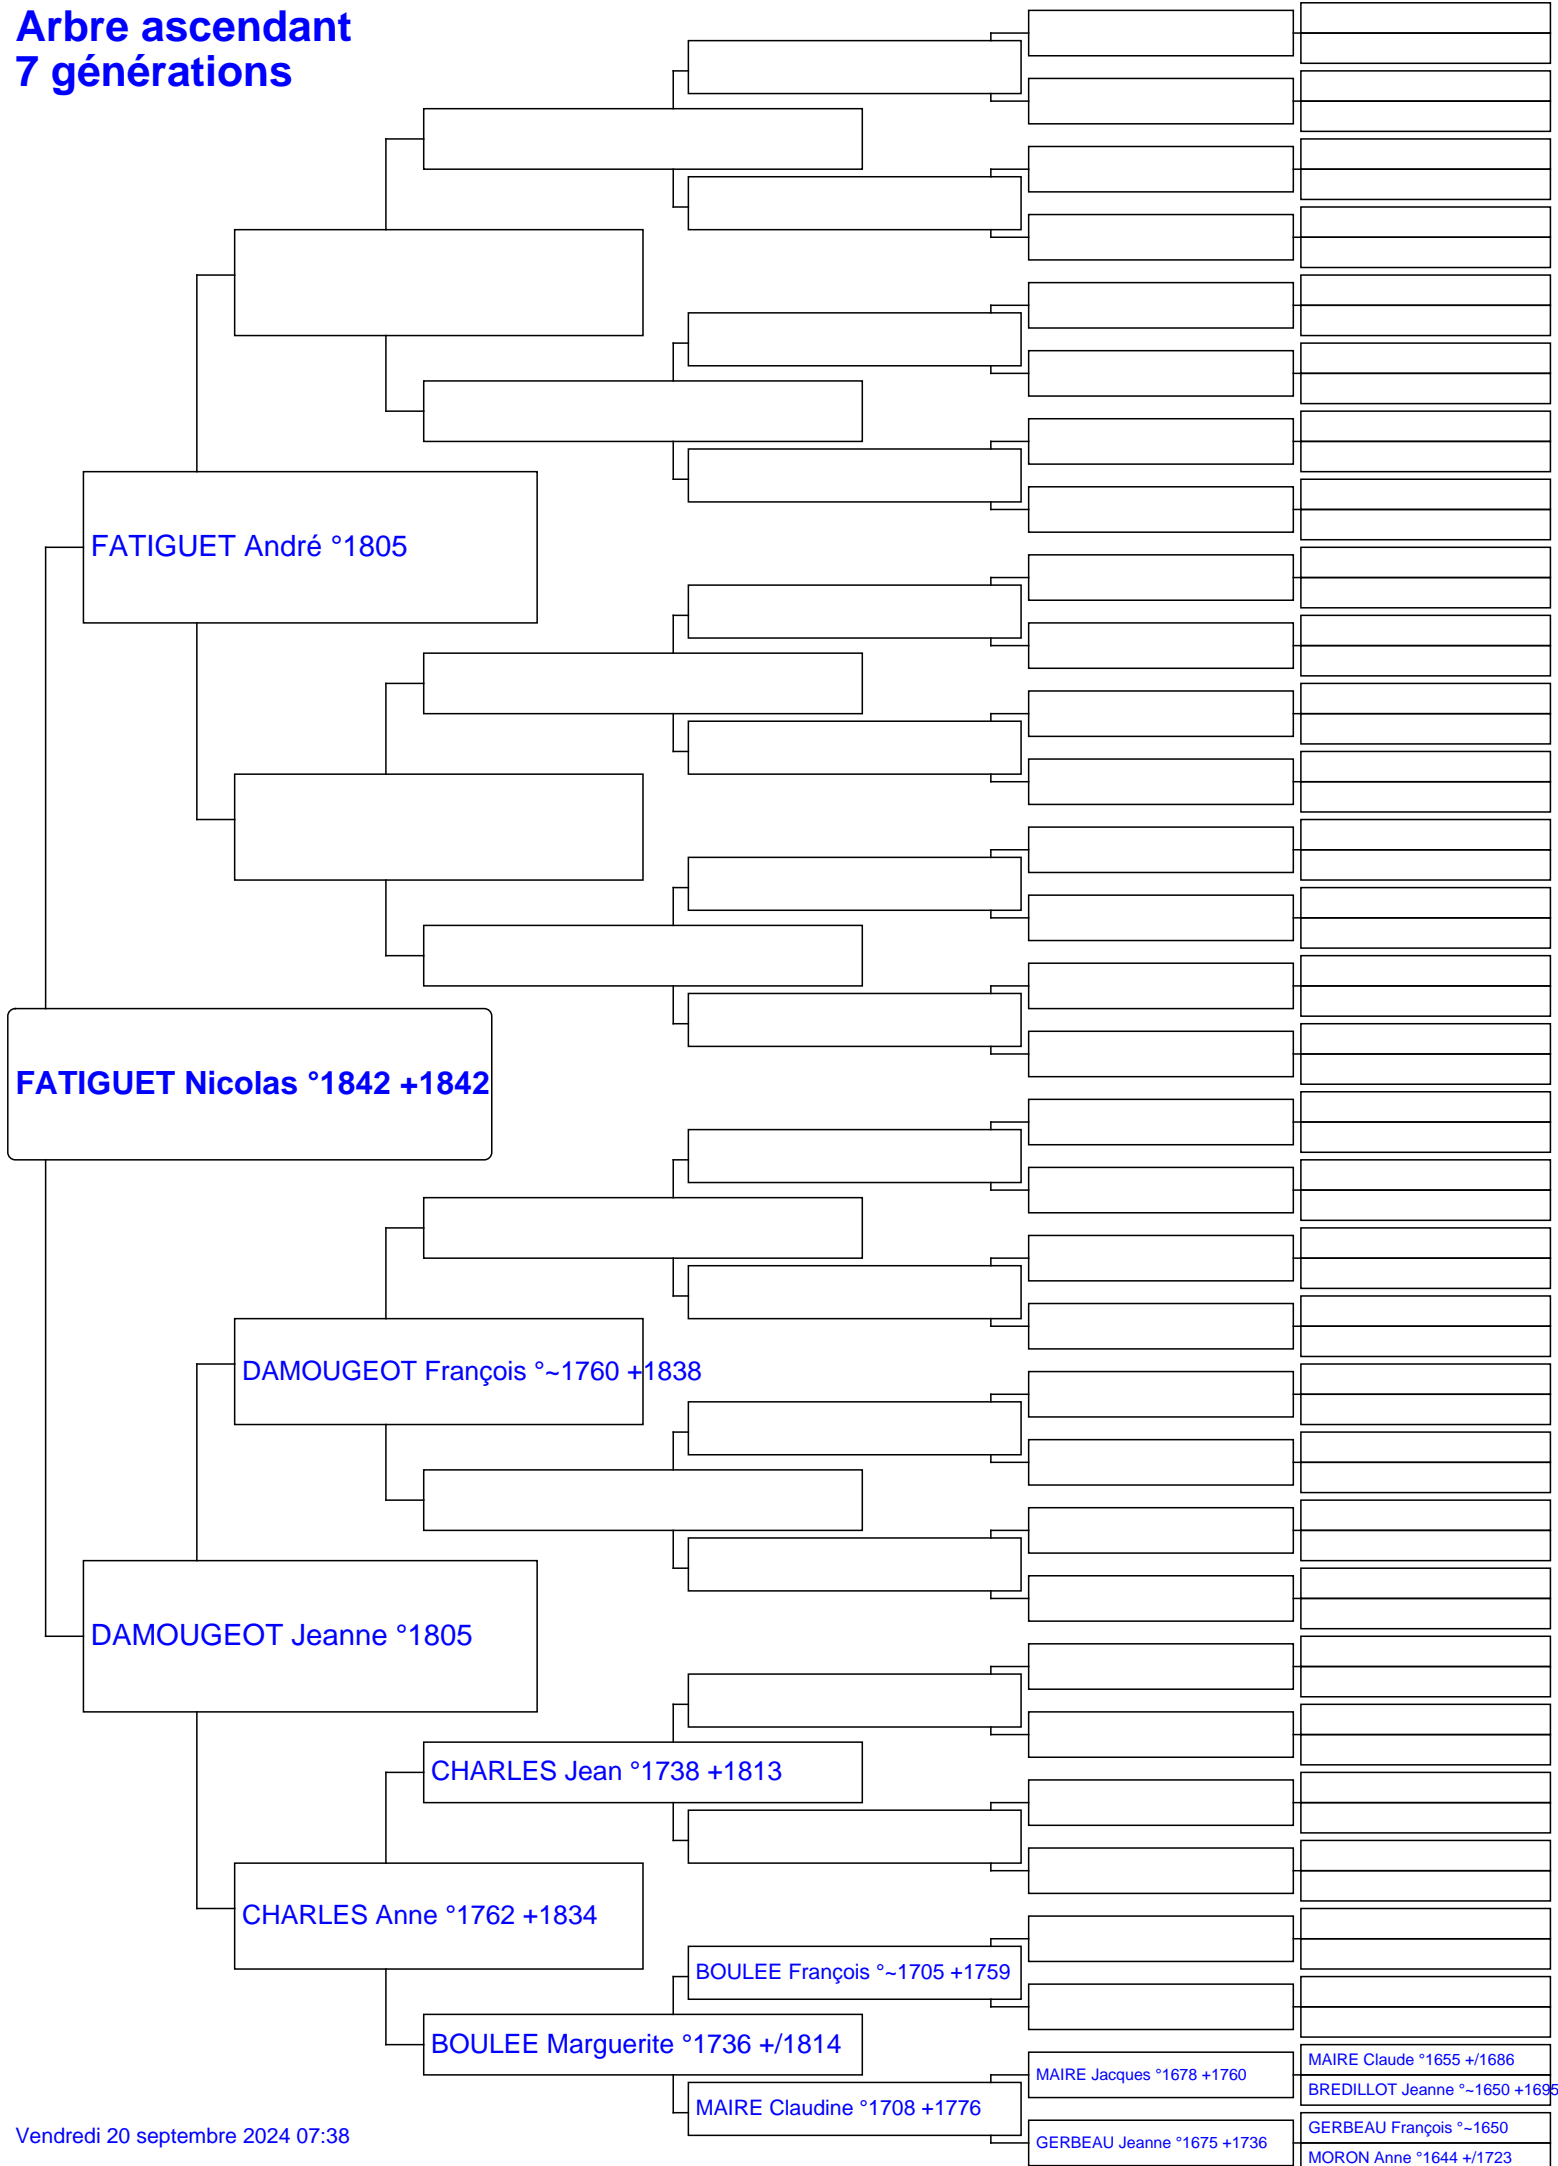 Arbre ascendant
7 générations
FATIGUET André °1805
FATIGUET Nicolas °1842 +1842
DAMOUGEOT François °~1760 +1838
DAMOUGEOT Jeanne °1805
CHARLES Jean °1738 +1813
CHARLES Anne °1762 +1834
BOULEE François °~1705 +1759
BOULEE Marguerite °1736 +/1814
MAIRE Claude °1655 +/1686
MAIRE Jacques °1678 +1760
BREDILLOT Jeanne °~1650 +1695
MAIRE Claudine °1708 +1776
GERBEAU François °~1650
GERBEAU Jeanne °1675 +1736
MORON Anne °1644 +/1723
Vendredi 20 septembre 2024 07:38